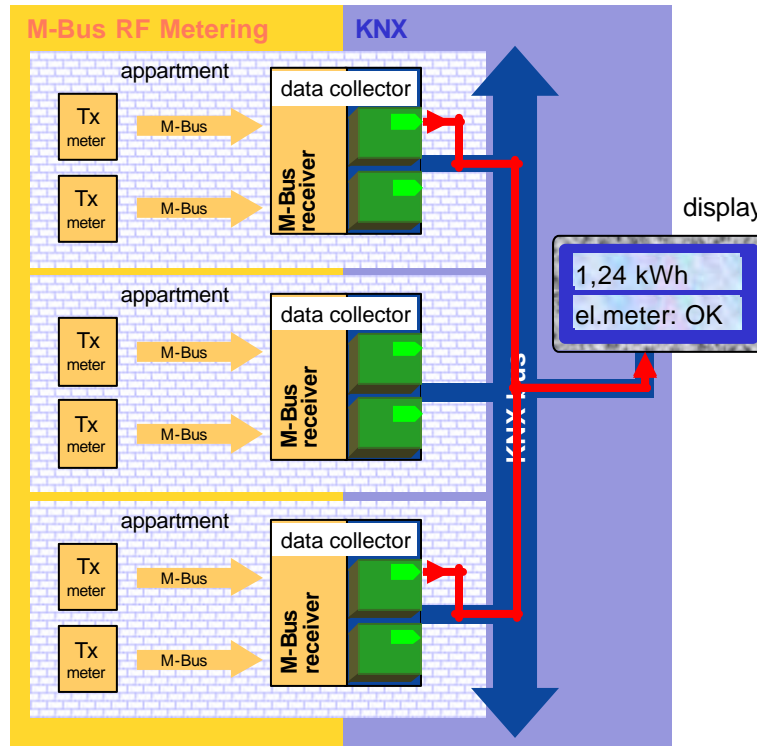 M-Bus RF Metering
KNX
appartment
data collector
Tx
meter
M-Bus
Tx
meter
M-Bus
M-Bus
receiver
display
1,24 kWh
el.meter: OK
appartment
data collector
Tx
meter
M-Bus
Tx
meter
M-Bus
M-Bus
receiver
KNX bus
appartment
data collector
Tx
meter
M-Bus
Tx
meter
M-Bus
M-Bus
receiver